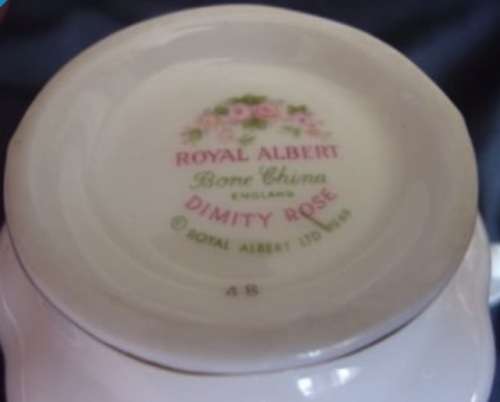 ROYAL ALBERT
Bone China
ENGLAND
DIMITY ROSE
© ROYAL ALBERT LTD
48